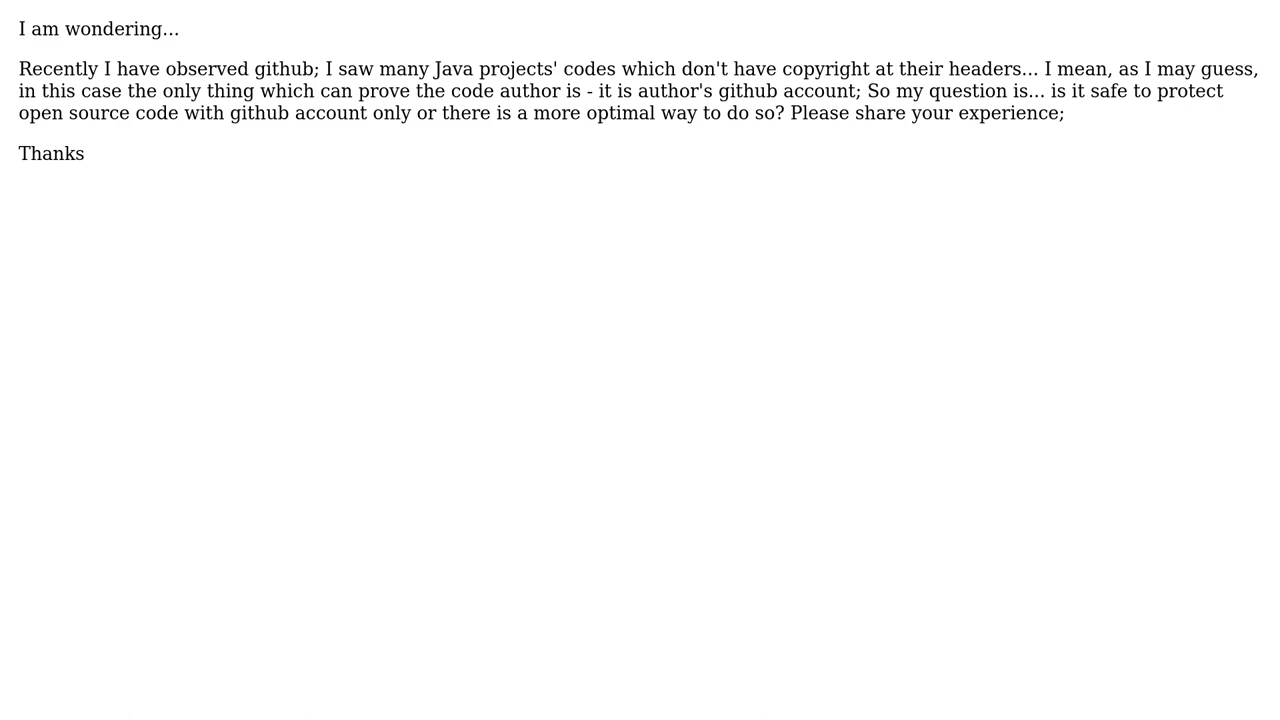 I am wondering...
Recently I have observed github; I saw many Java projects' codes which don't have copyright at their headers... I mean, as I may guess,
in this case the only thing which can prove the code author is - it is author's github account; So my question is... is it safe to protect
open source code with github account only or there is a more optimal way to do so? Please share your experience;
Thanks